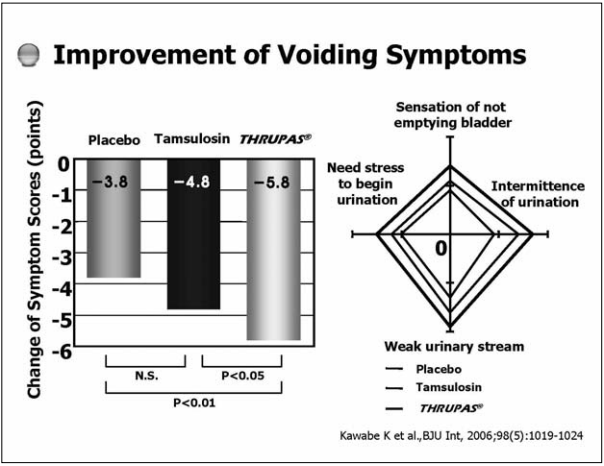 Improvement of Voiding Symptoms
Change of Symptom Scores (points)
Placebo Tamsulosin THRUPAS®
0
-1
-2
-3
-4
-5
-6
−3.8 −4.8 −5.8
N.S. P<0.05
P<0.01
Sensation of not
emptying bladder
Need stress
to begin
urination
Intermittence
of urination
0
Weak urinary stream
Placebo
Tamsulosin
THRUPAS®
Kawabe K et al.,BJU Int, 2006;98(5):1019-1024